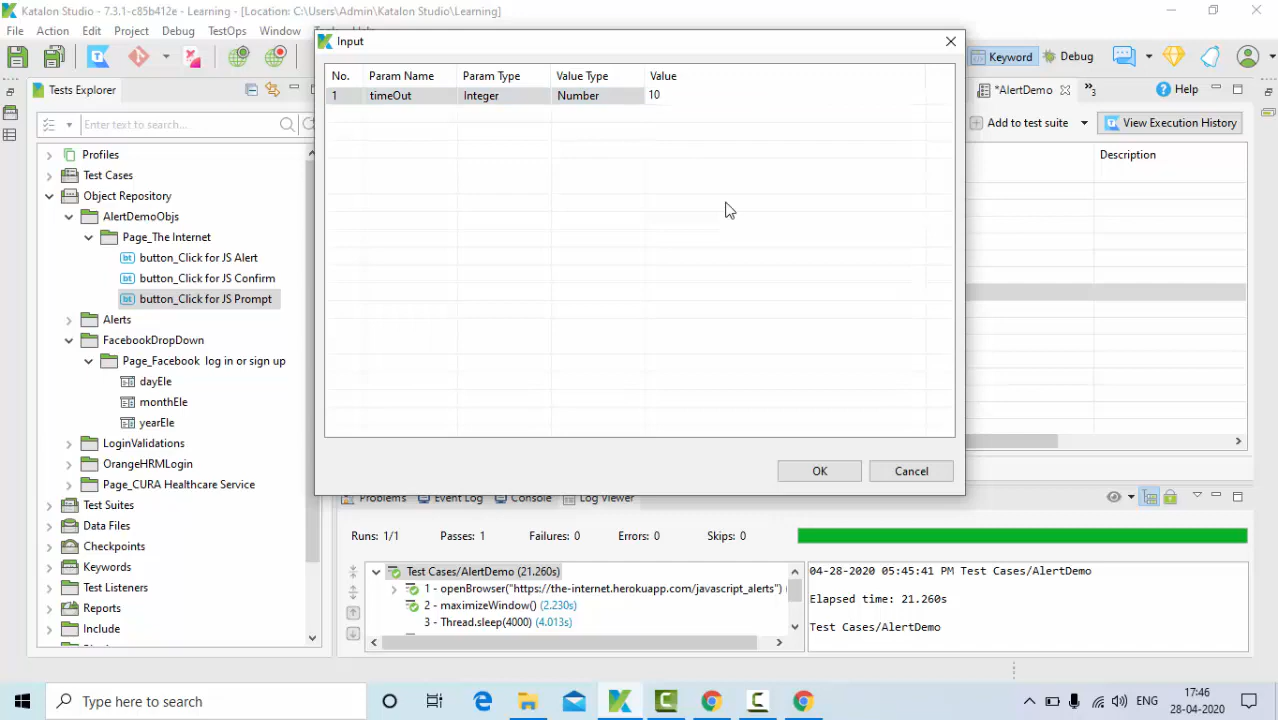 Katalon Studio - 7.3.1-c85b412e - Learning - [Location: C:\Users\Admin\Katalon Studio\Learning]
File Action Edit Project Debug TestOps Window
Keyword Debug
Input
No. Param Name Param Type Value Type Value
1 timeOut Integer Number 10
OK Cancel
Tests Explorer
Enter text to search...
Profiles
Test Cases
Object Repository
AlertDemoObjs
Page_The Internet
button_Click for JS Alert
button_Click for JS Confirm
button_Click for JS Prompt
Alerts
FacebookDropDown
Page_Facebook log in or sign up
dayEle
monthEle
yearEle
LoginValidations
OrangeHRMLogin
Page_CURA Healthcare Service
Test Suites
Data Files
Checkpoints
Keywords
Test Listeners
Reports
Include
*AlertDemo
Help
Add to test suite View Execution History
Description
Problems Event Log Console Log Viewer
Runs: 1/1 Passes: 1 Failures: 0 Errors: 0 Skips: 0
Test Cases/AlertDemo (21.260s)
1 - openBrowser("https://the-internet.herokuapp.com/javascript_alerts") (
2 - maximizeWindow() (2.230s)
3 - Thread.sleep(4000) (4.013s)
04-28-2020 05:45:41 PM Test Cases/AlertDemo
Elapsed time: 21.260s
Test Cases/AlertDemo
Type here to search
ENG
17:46
28-04-2020